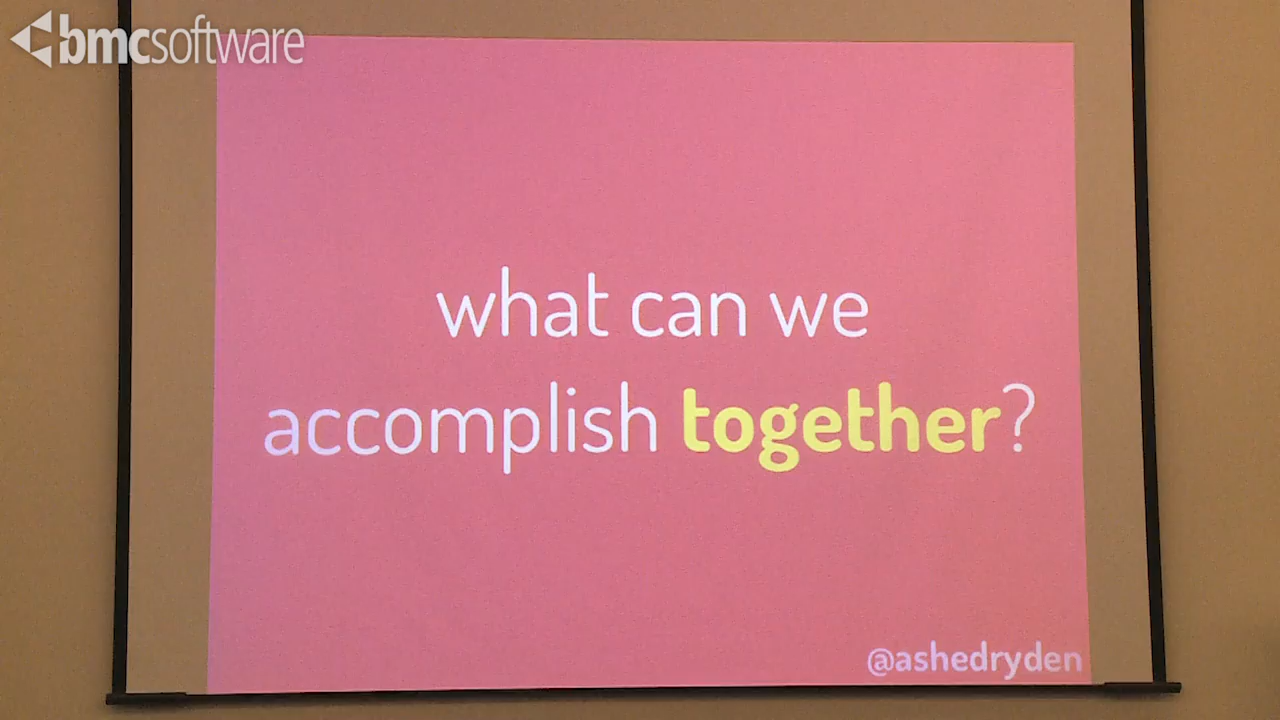 bmcsoftware
what can we
accomplish together?
@ashedryden